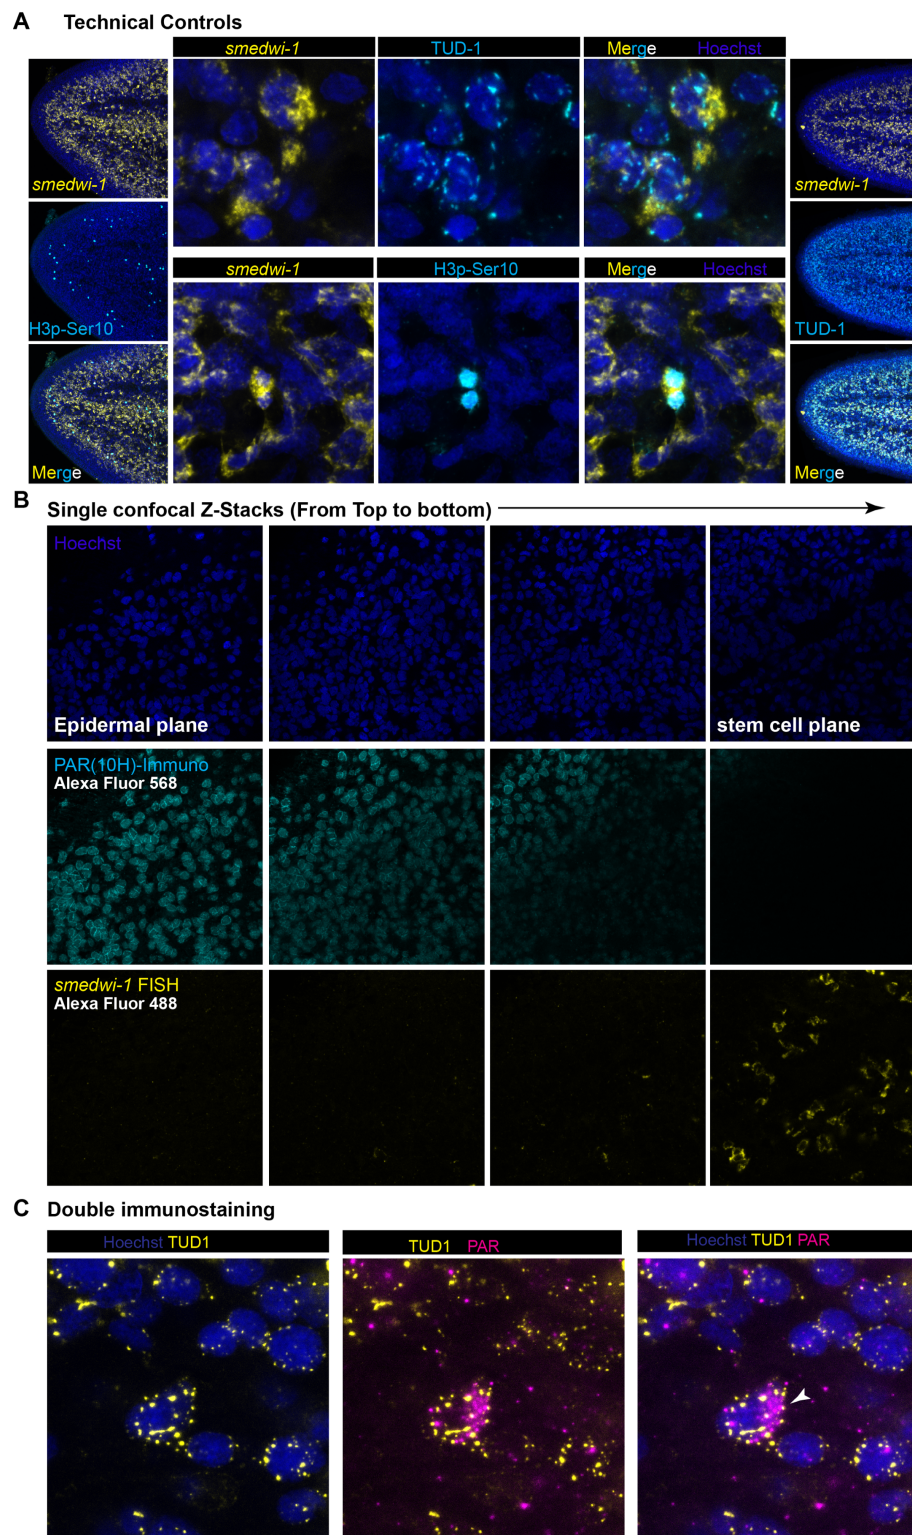 A Technical Controls
smedwi-1 TUD-1 Merge Hoechst
smedwi-1
H3p-Ser10
Merge
smedwi-1 H3p-Ser10 Merge Hoechst
smedwi-1
TUD-1
Merge
B Single confocal Z-Stacks (From Top to bottom)
Hoechst
Epidermal plane
stem cell plane
PAR(10H)-Immuno
Alexa Fluor 568
smedwi-1 FISH
Alexa Fluor 488
C Double immunostaining
Hoechst TUD1
TUD1 PAR
Hoechst TUD1 PAR